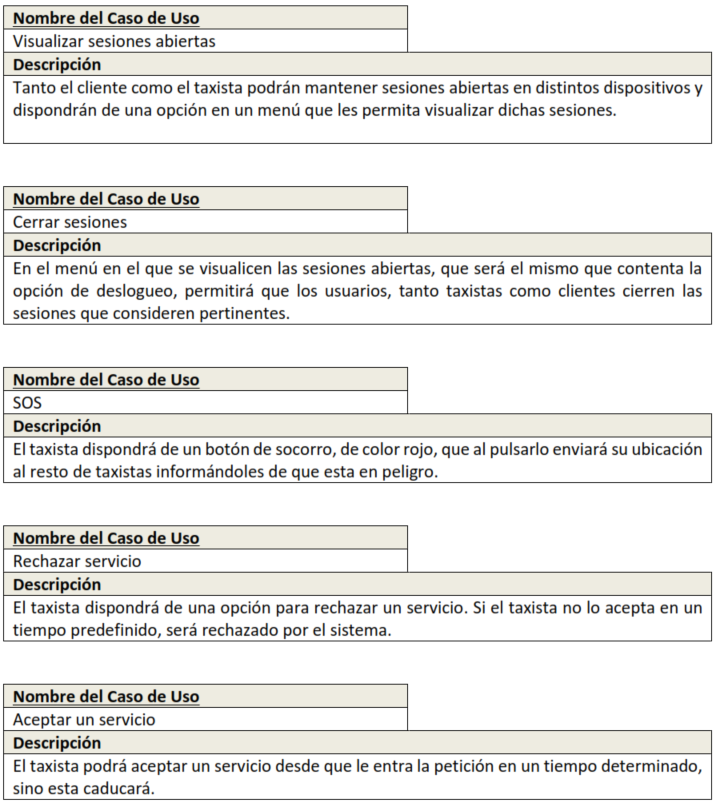 Nombre del Caso de Uso
Visualizar sesiones abiertas
Descripción
Tanto el cliente como el taxista podrán mantener sesiones abiertas en distintos dispositivos y
dispondrán de una opción en un menú que les permita visualizar dichas sesiones.
Nombre del Caso de Uso
Cerrar sesiones
Descripción
En el menú en el que se visualicen las sesiones abiertas, que será el mismo que contenta la
opción de deslogueo, permitirá que los usuarios, tanto taxistas como clientes cierren las
sesiones que consideren pertinentes.
Nombre del Caso de Uso
SOS
Descripción
El taxista dispondrá de un botón de socorro, de color rojo, que al pulsarlo enviará su ubicación
al resto de taxistas informándoles de que esta en peligro.
Nombre del Caso de Uso
Rechazar servicio
Descripción
El taxista dispondrá de una opción para rechazar un servicio. Si el taxista no lo acepta en un
tiempo predefinido, será rechazado por el sistema.
Nombre del Caso de Uso
Aceptar un servicio
Descripción
El taxista podrá aceptar un servicio desde que le entra la petición en un tiempo determinado,
sino esta caducará.